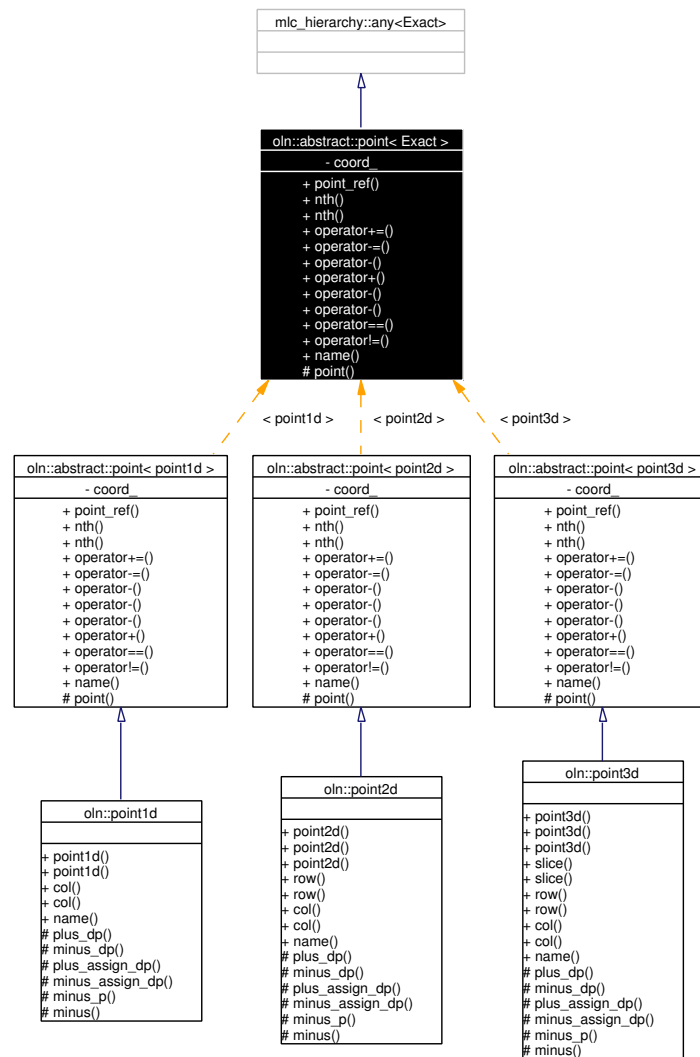 mlc_hierarchy::any<Exact>
oln::abstract::point< Exact >
- coord_
+ point_ref()
+ nth()
+ nth()
+ operator+=()
+ operator-=()
+ operator-()
+ operator+()
+ operator-()
+ operator-()
+ operator==()
+ operator!=()
+ name()
# point()
< point1d >
< point2d >
< point3d >
oln::abstract::point< point1d >
- coord_
+ point_ref()
+ nth()
+ nth()
+ operator+=()
+ operator-=()
+ operator-()
+ operator-()
+ operator-()
+ operator+()
+ operator==()
+ operator!=()
+ name()
# point()
oln::abstract::point< point2d >
- coord_
+ point_ref()
+ nth()
+ nth()
+ operator+=()
+ operator-=()
+ operator-()
+ operator-()
+ operator-()
+ operator+()
+ operator==()
+ operator!=()
+ name()
# point()
oln::abstract::point< point3d >
- coord_
+ point_ref()
+ nth()
+ nth()
+ operator+=()
+ operator-=()
+ operator-()
+ operator-()
+ operator-()
+ operator+()
+ operator==()
+ operator!=()
+ name()
# point()
oln::point1d
+ point1d()
+ point1d()
+ col()
+ col()
+ name()
# plus_dp()
# minus_dp()
# plus_assign_dp()
# minus_assign_dp()
# minus_p()
# minus()
oln::point2d
+ point2d()
+ point2d()
+ point2d()
+ row()
+ row()
+ col()
+ col()
+ name()
# plus_dp()
# minus_dp()
# plus_assign_dp()
# minus_assign_dp()
# minus_p()
# minus()
oln::point3d
+ point3d()
+ point3d()
+ point3d()
+ slice()
+ slice()
+ row()
+ row()
+ col()
+ col()
+ name()
# plus_dp()
# minus_dp()
# plus_assign_dp()
# minus_assign_dp()
# minus_p()
# minus()